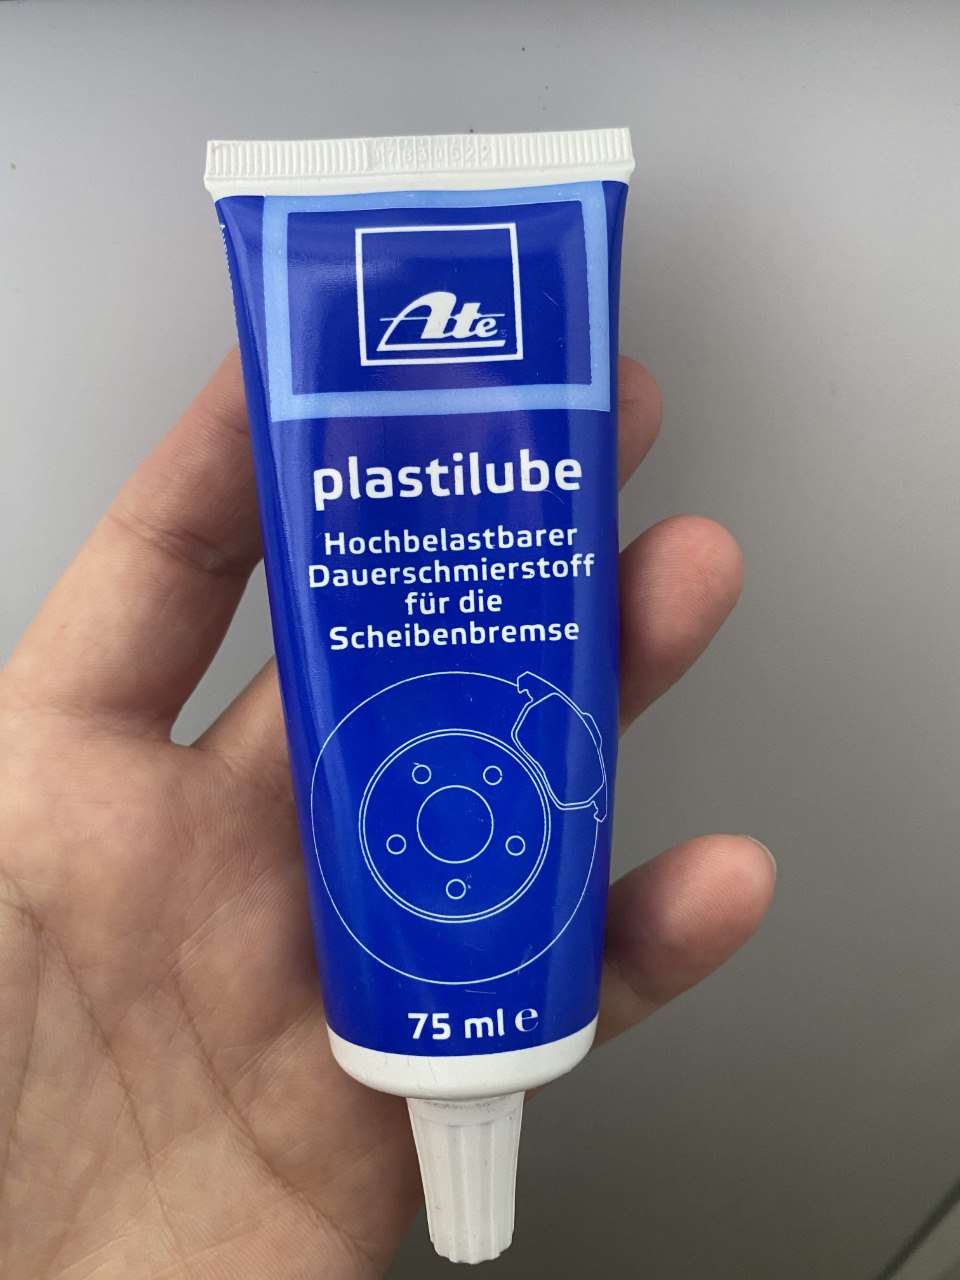 Ate
plastilube
Hochbelastbarer
Dauerschmierstoff
für die
Scheibenbremse
75 ml ℮